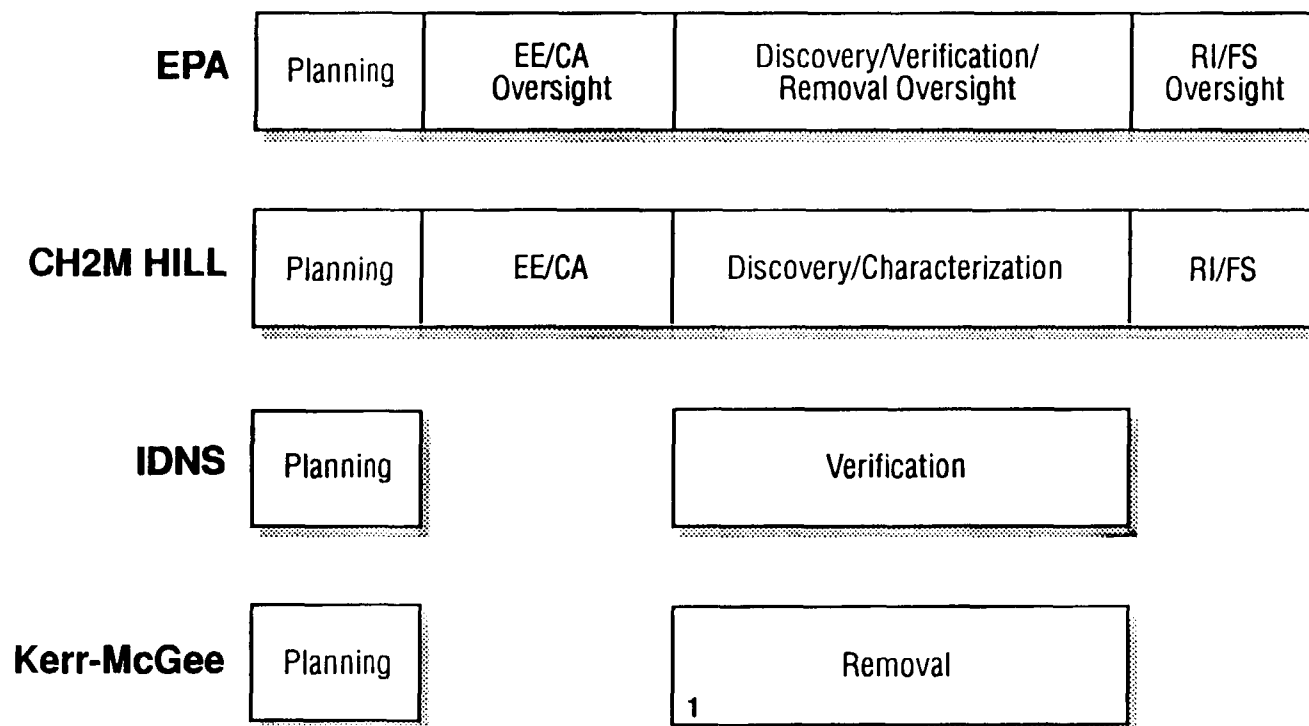 EPA
Planning
EE/CA
Oversight
Discovery/Verification/
Removal Oversight
RI/FS
Oversight
CH2M HILL
Planning
EE/CA
Discovery/Characterization
RI/FS
IDNS
Planning
Verification
Kerr-McGee
Planning
Removal
1